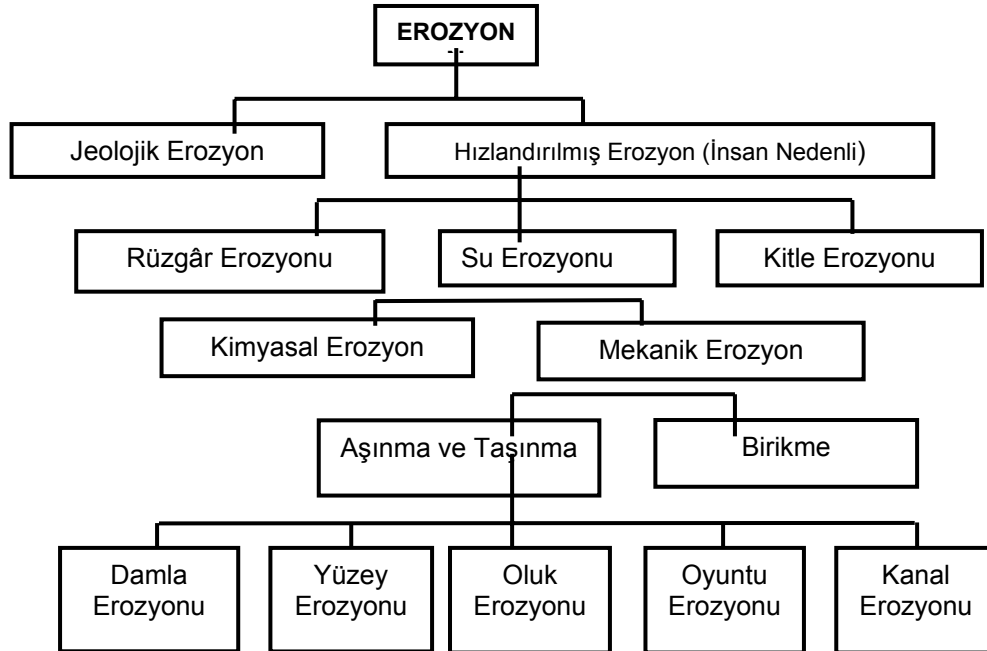 EROZYON
Jeolojik Erozyon
Hızlandırılmış Erozyon (İnsan Nedenli)
Rüzgâr Erozyonu
Su Erozyonu
Kitle Erozyonu
Kimyasal Erozyon
Mekanik Erozyon
Aşınma ve Taşınma
Birikme
Damla
Erozyonu
Yüzey
Erozyonu
Oluk
Erozyonu
Oyuntu
Erozyonu
Kanal
Erozyonu